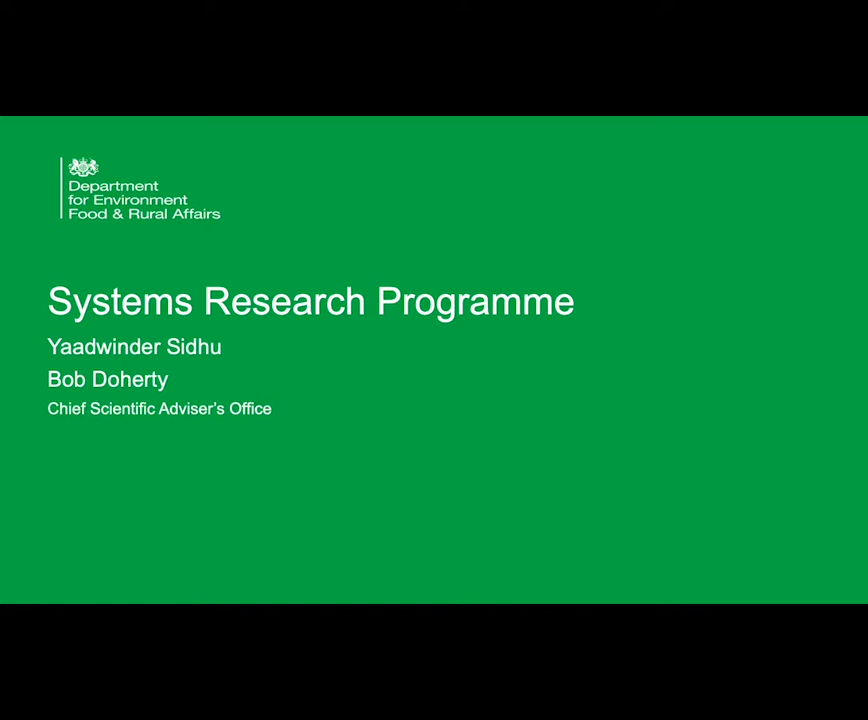 Department
for Environment
Food & Rural Affairs
Systems Research Programme
Yaadwinder Sidhu
Bob Doherty
Chief Scientific Adviser’s Office